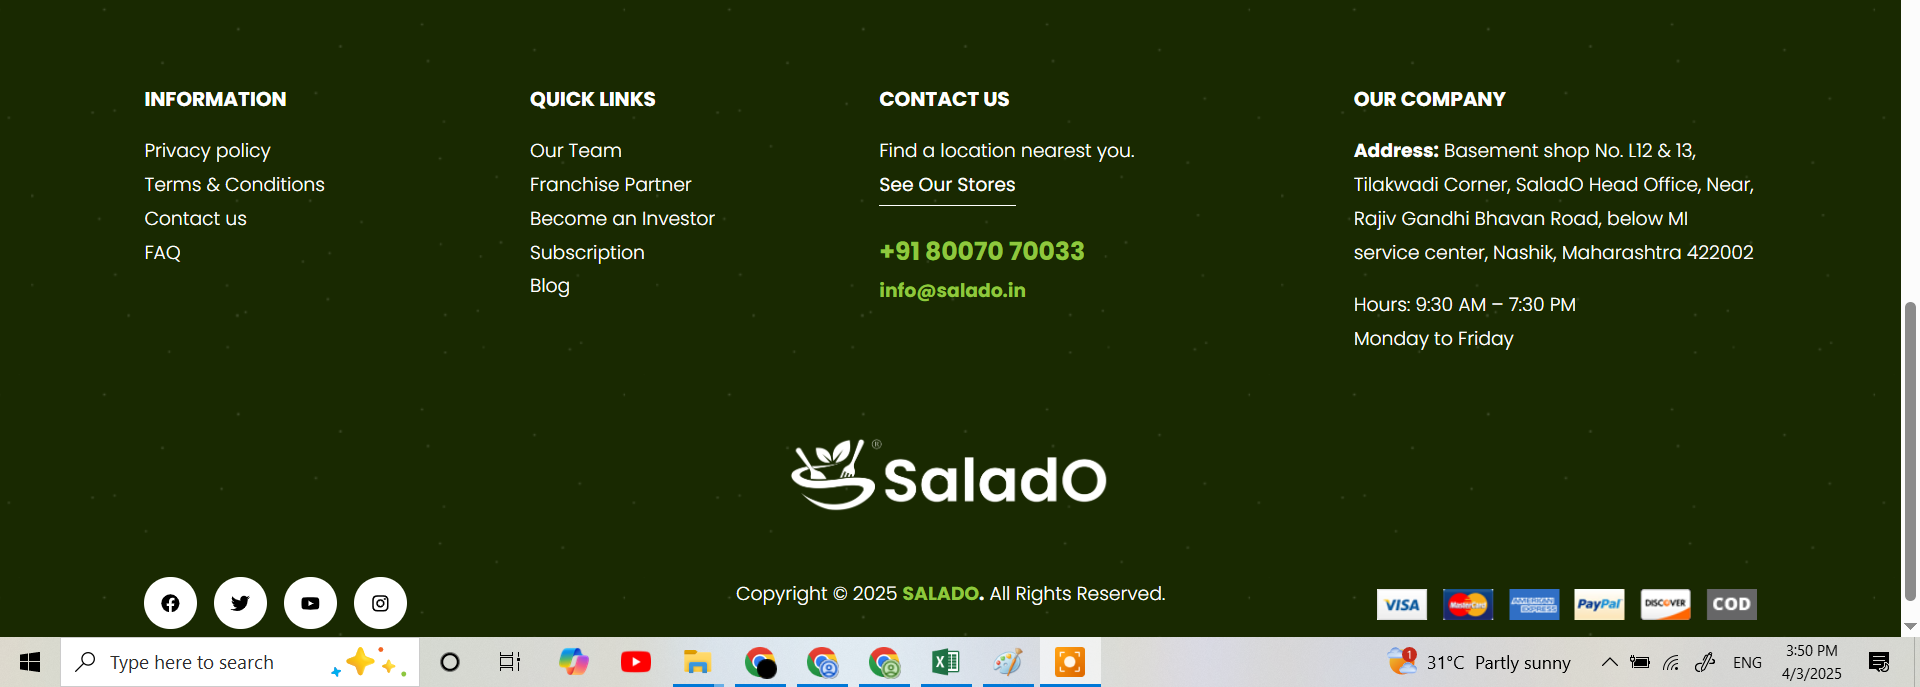 INFORMATION
Privacy policy
Terms & Conditions
Contact us
FAQ
QUICK LINKS
Our Team
Franchise Partner
Become an Investor
Subscription
Blog
CONTACT US
Find a location nearest you.
See Our Stores
+91 80070 70033
info@salado.in
OUR COMPANY
Address: Basement shop No. L12 & 13,
Tilakwadi Corner, SaladO Head Office, Near,
Rajiv Gandhi Bhavan Road, below MI
service center, Nashik, Maharashtra 422002
Hours: 9:30 AM – 7:30 PM
Monday to Friday
SaladO®
Copyright © 2025 SALADO. All Rights Reserved.
VISA MasterCard AMERICAN EXPRESS PayPal DISCOVER COD
Type here to search
1
31°C Partly sunny
ENG
3:50 PM
4/3/2025